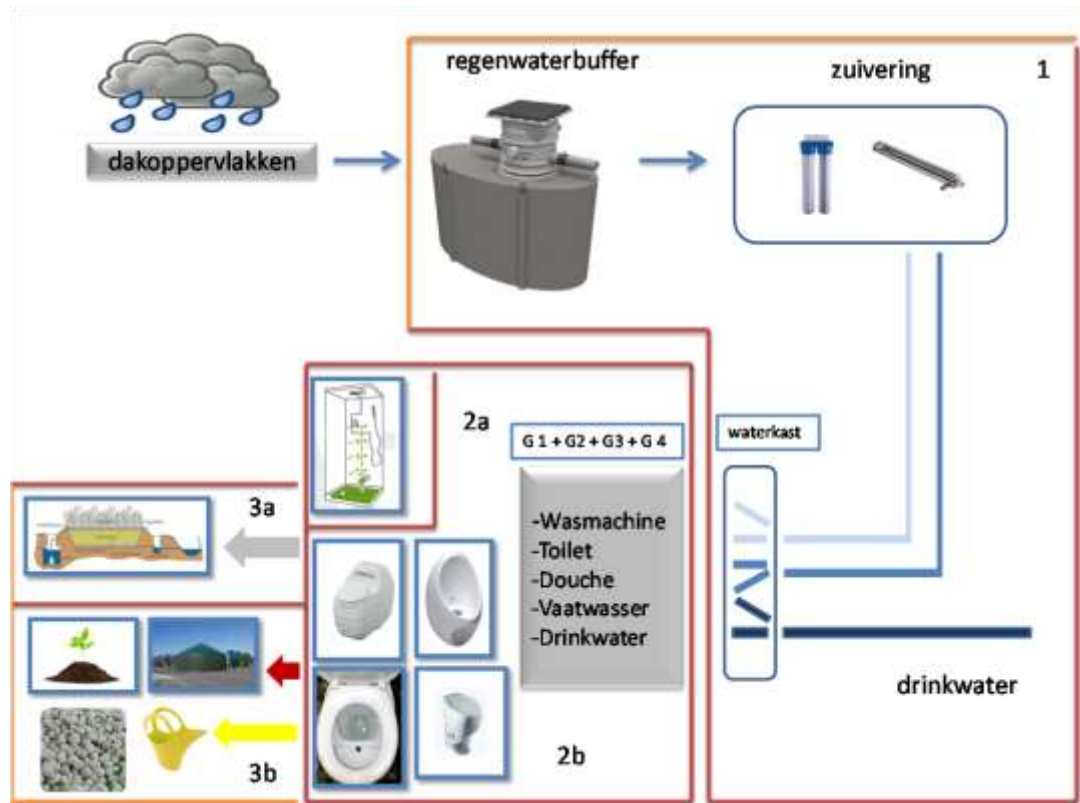 regenwaterbuffer
zuivering
1
dakoppervlakken
2a
G 1 + G2 + G3 + G 4
waterkast
3a
-Wasmachine
-Toilet
-Douche
-Vaatwasser
-Drinkwater
drinkwater
2b
3b